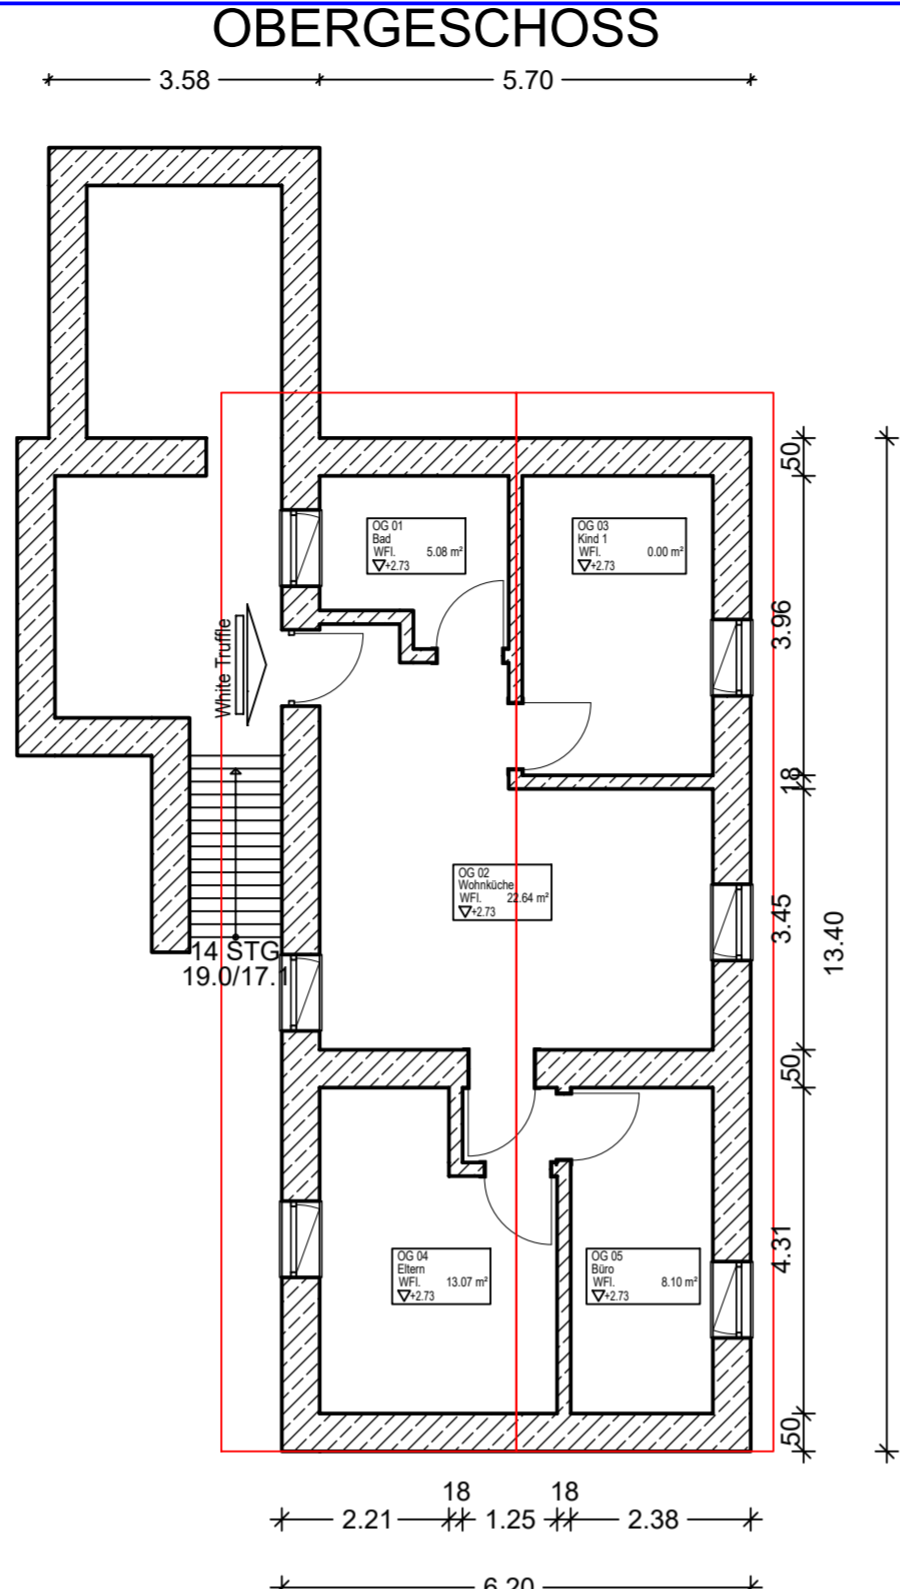 OBERGESCHOSS
3.58
5.70
50
OG 01
Bad
WFl. 5.08 m²
+2.73
OG 03
Kind 1
WFl. 0.00 m²
+2.73
3.96
White Truffle
18
OG 02
Wohnküche
WFl. 22.64 m²
+2.73
3.45
13.40
14 STG
19.0/17.1
50
4.31
OG 04
Eltern
WFl. 13.07 m²
+2.73
OG 05
Büro
WFl. 8.10 m²
+2.73
50
18 18
2.21 1.25 2.38
6.20